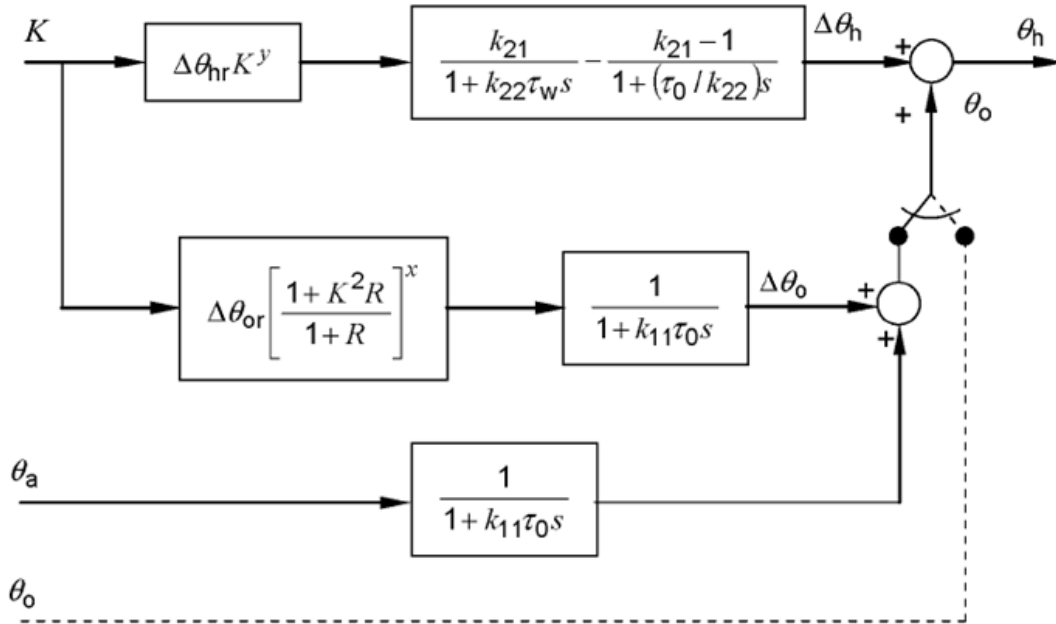 K
Δθ_hr K^y
k_21 / (1 + k_22 τ_w s) − (k_21 − 1) / (1 + (τ_0 / k_22)s)
Δθ_h
+
θ_h
+
θ_o
Δθ_or [(1 + K^2 R) / (1 + R)]^x
1 / (1 + k_11 τ_0 s)
Δθ_o
+
+
θ_a
1 / (1 + k_11 τ_0 s)
θ_o